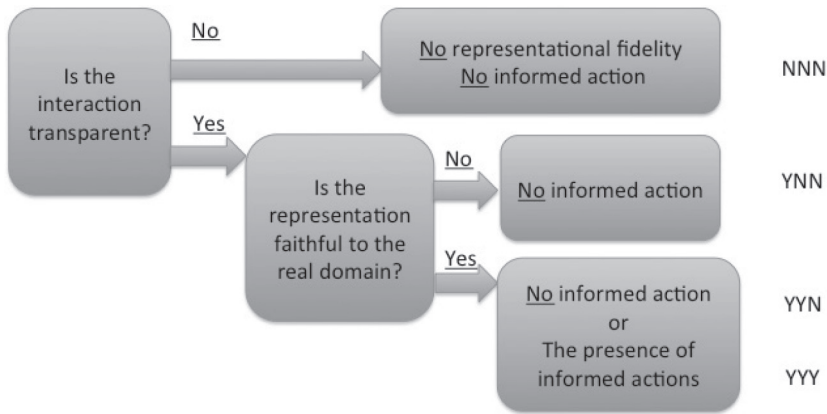 Is the
interaction
transparent?
No
No representational fidelity
No informed action
NNN
Yes
Is the
representation
faithful to the
real domain?
No
No informed action
YNN
Yes
No informed action
or
The presence of
informed actions
YYN
YYY